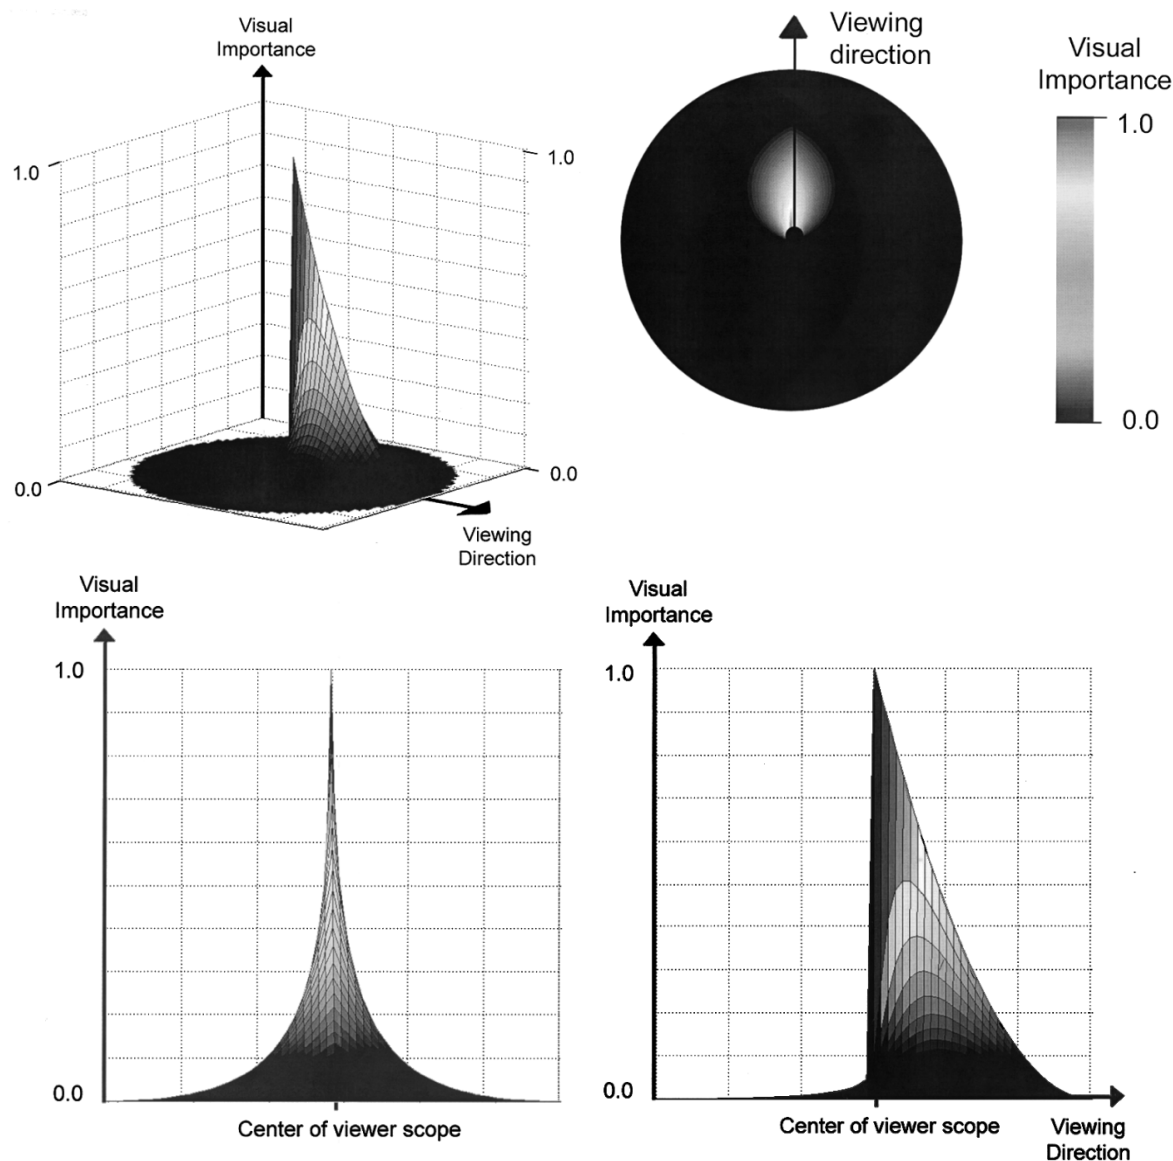 Visual
Importance
1.0
1.0
0.0
0.0
Viewing
Direction
Viewing
direction
Visual
Importance
1.0
0.0
Visual
Importance
1.0
0.0
Center of viewer scope
Visual
Importance
1.0
0.0
Center of viewer scope
Viewing
Direction